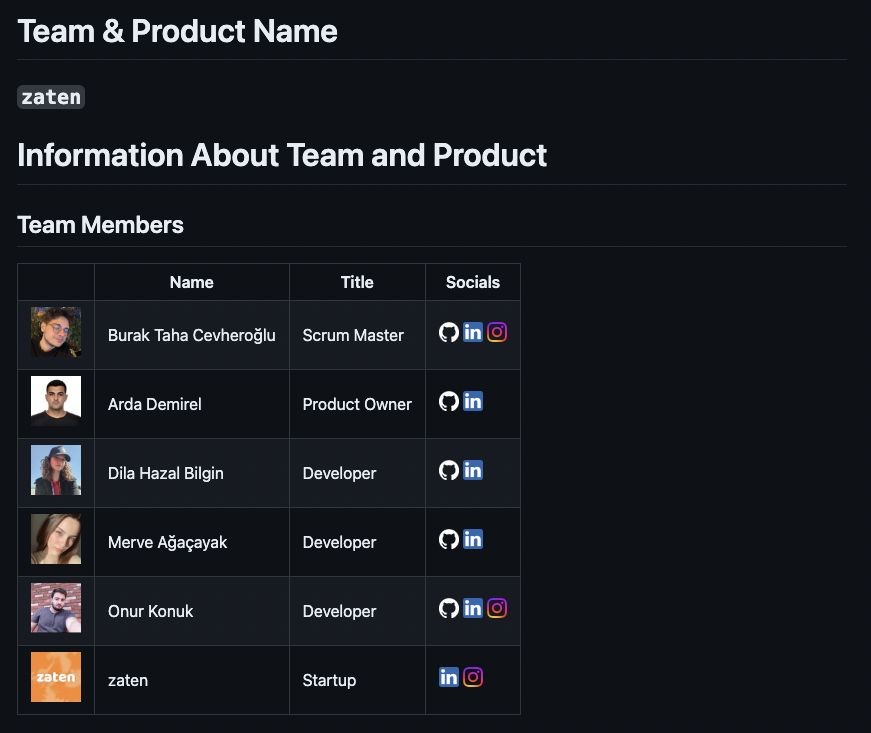 Team & Product Name
zaten
Information About Team and Product
Team Members
Name Title Socials
Burak Taha Cevheroğlu Scrum Master in
Arda Demirel Product Owner in
Dila Hazal Bilgin Developer in
Merve Ağaçayak Developer in
Onur Konuk Developer in
zaten zaten Startup in